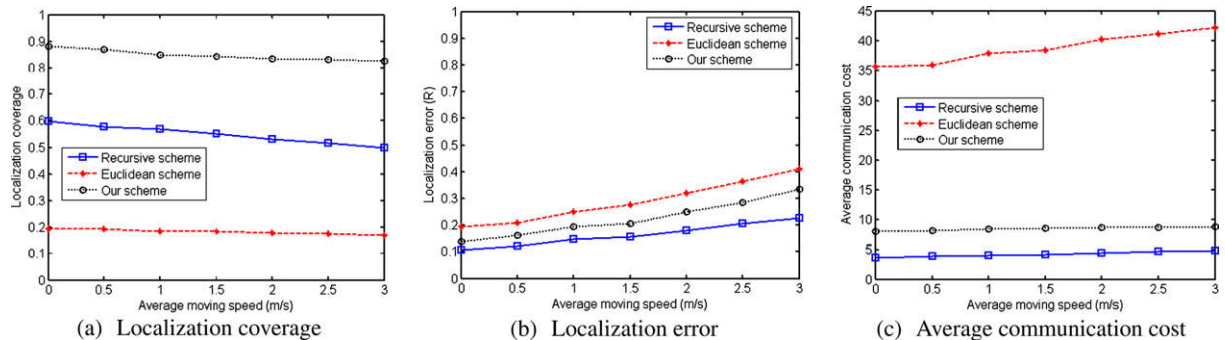 1
0.9
0.8
0.7
0.6
0.5
0.4
0.3
0.2
0.1
0
Localization coverage
Recursive scheme
Euclidean scheme
Our scheme
0 0.5 1 1.5 2 2.5 3
Average moving speed (m/s)
(a) Localization coverage
1
0.9
0.8
0.7
0.6
0.5
0.4
0.3
0.2
0.1
0
Localization error (R)
Recursive scheme
Euclidean scheme
Our scheme
0 0.5 1 1.5 2 2.5 3
Average moving speed (m/s)
(b) Localization error
45
40
35
30
25
20
15
10
5
0
Average communication cost
Recursive scheme
Euclidean scheme
Our scheme
0 0.5 1 1.5 2 2.5 3
Average moving speed (m/s)
(c) Average communication cost